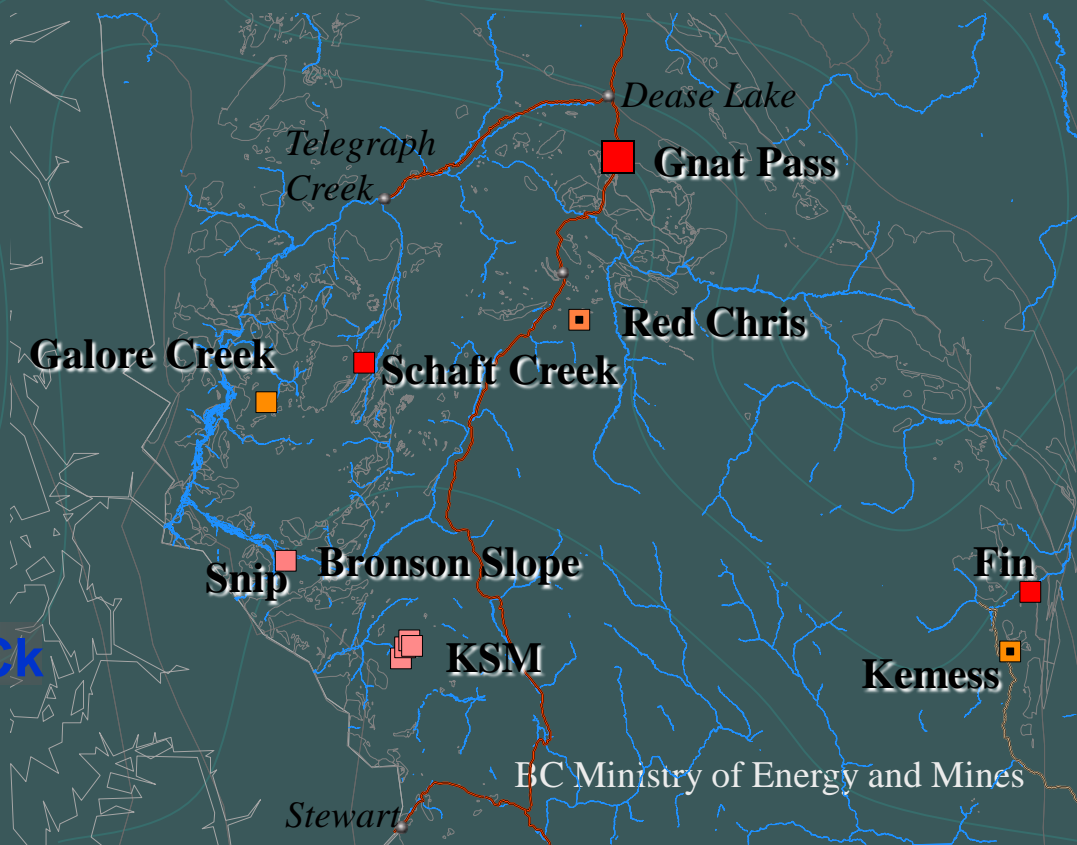 Dease Lake
Telegraph
Creek
Gnat Pass
Red Chris
Galore Creek
Schaft Creek
Bronson Slope
Snip
Fin
KSM
Kemess
BC Ministry of Energy and Mines
Stewart